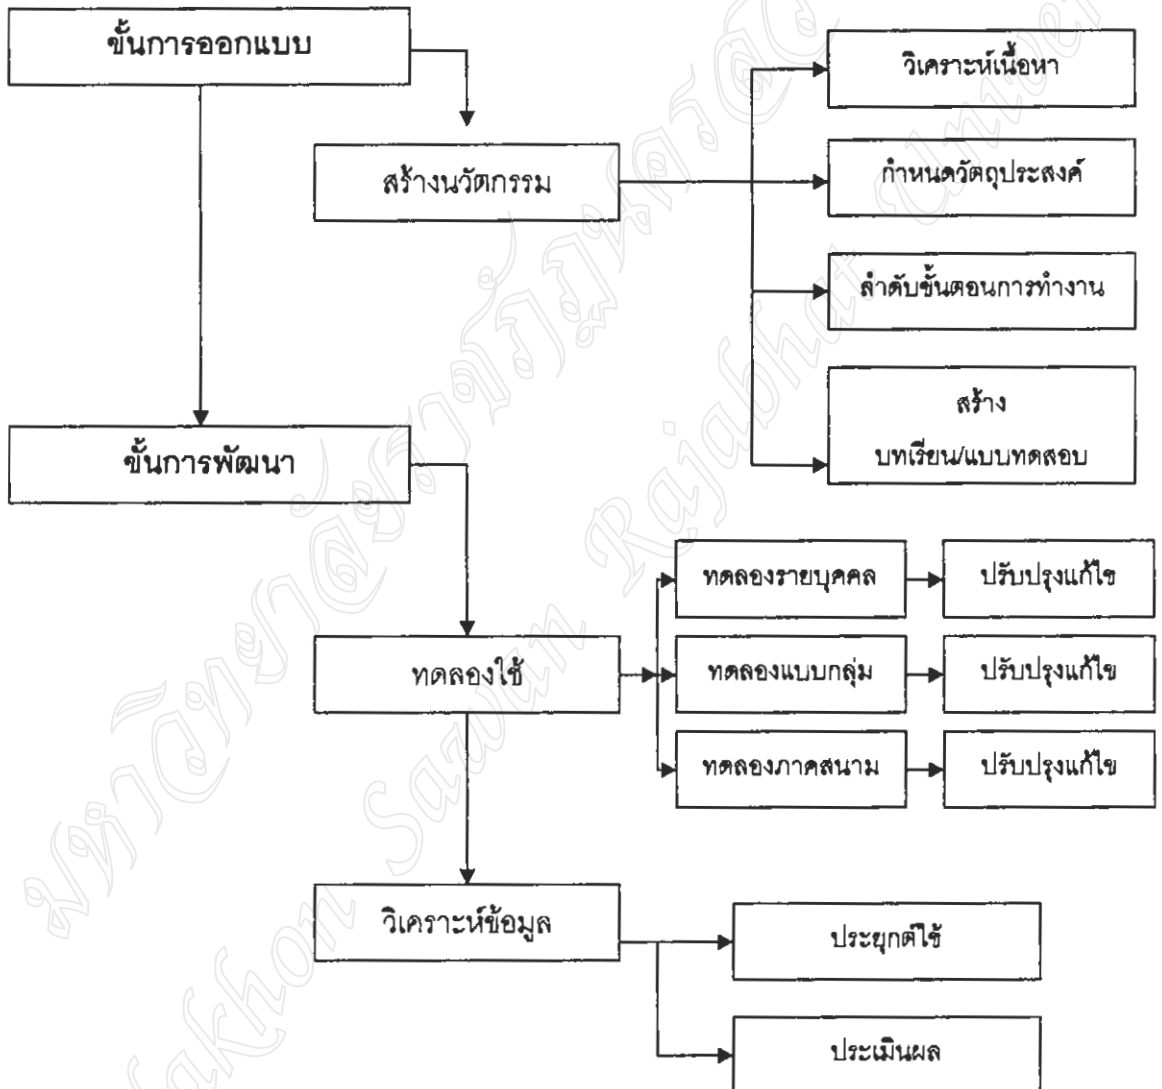 ขั้นการออกแบบ
สร้างนวัตกรรม
วิเคราะห์เนื้อหา
กำหนดวัตถุประสงค์
ลำดับขั้นตอนการทำงาน
สร้าง
บทเรียน/แบบทดสอบ
ขั้นการพัฒนา
ทดลองใช้
ทดลองรายบุคคล
ปรับปรุงแก้ไข
ทดลองแบบกลุ่ม
ปรับปรุงแก้ไข
ทดลองภาคสนาม
ปรับปรุงแก้ไข
วิเคราะห์ข้อมูล
ประยุกต์ใช้
ประเมินผล
Sawan Rajabhat